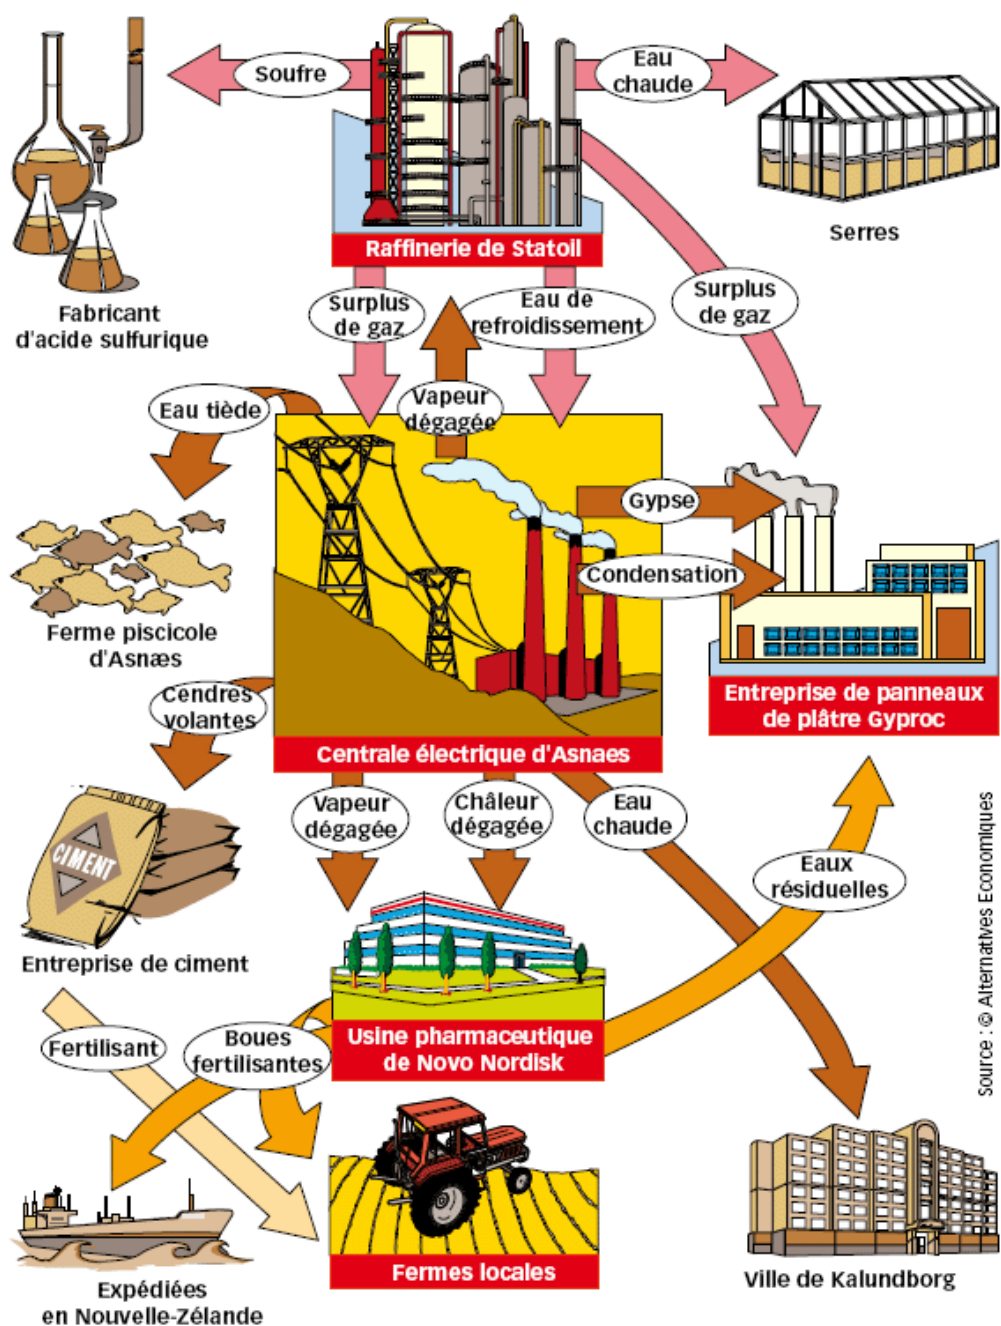 Soufre
Eau
chaude
Raffinerie de Statoil
Serres
Fabricant
d'acide sulfurique
Surplus
de gaz
Eau de
refroidissement
Surplus
de gaz
Vapeur
dégagée
Eau tiède
Gypse
Condensation
Ferme piscicole
d'Asnæs
Cendres
volantes
Entreprise de panneaux
de plâtre Gyproc
Centrale électrique d'Asnaes
Vapeur
dégagée
Châleur
dégagée
Eau
chaude
CIMENT
Eaux
résiduelles
Entreprise de ciment
Fertilisant
Boues
fertilisantes
Usine pharmaceutique
de Novo Nordisk
Fermes locales
Expédiées
en Nouvelle-Zélande
Ville de Kalundborg
Source : © Alternatives Economiques